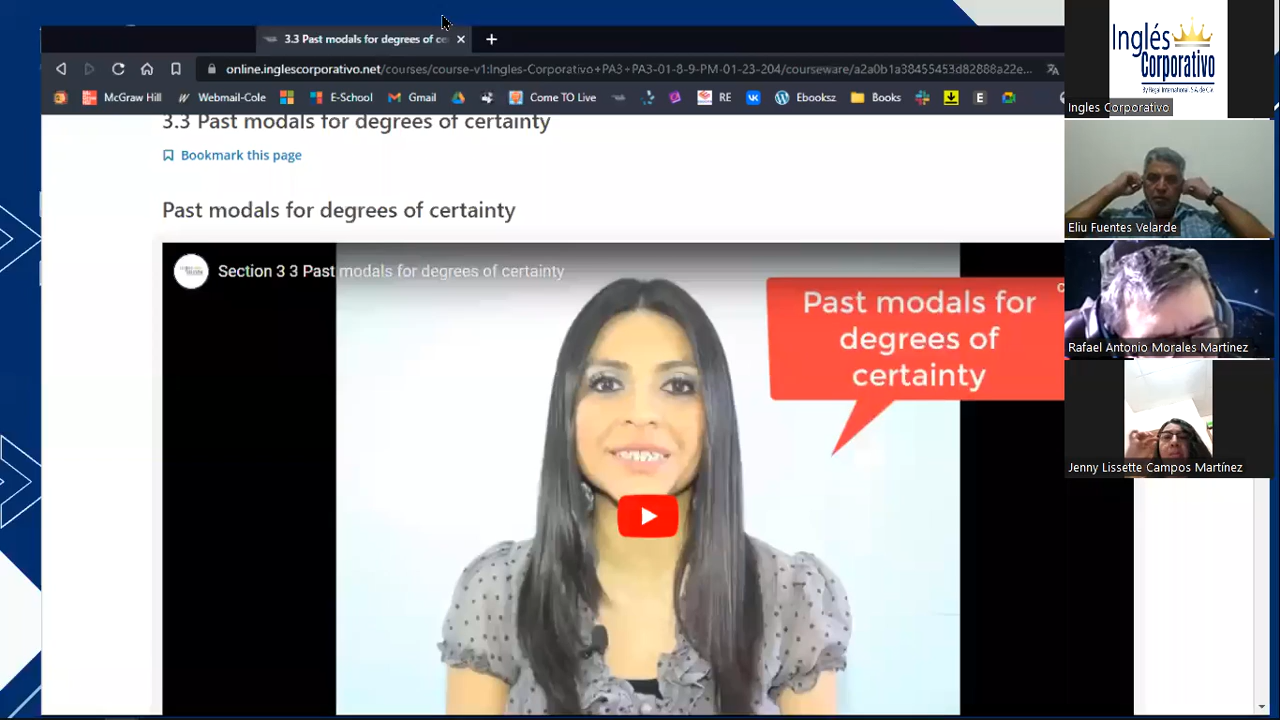 3.3 Past modals for degrees of ce
online.inglescorporativo.net/courses/course-v1:Ingles-Corporativo+PA3+PA3-01-8-9-PM-01-23-204/courseware/a2a0b1a38455453d82888a22e...
McGraw Hill
Webmail-Cole
E-School
Gmail
Come TO Live
RE
Ebooksz
Books
E
3.3 Past modals for degrees of certainty
Bookmark this page
Past modals for degrees of certainty
Section 3 3 Past modals for degrees of certainty
Past modals for
degrees of
certainty
Inglés
Corporativo
Ingles Corporativo
Eliu Fuentes Velarde
Rafael Antonio Morales Martinez
Jenny Lissette Campos Martínez